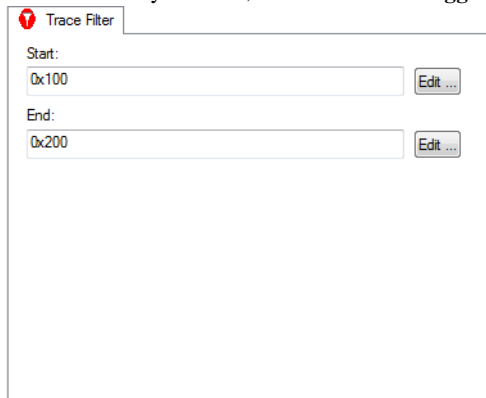 Trace Filter
Start:
0x100
Edit ...
End:
0x200
Edit ...